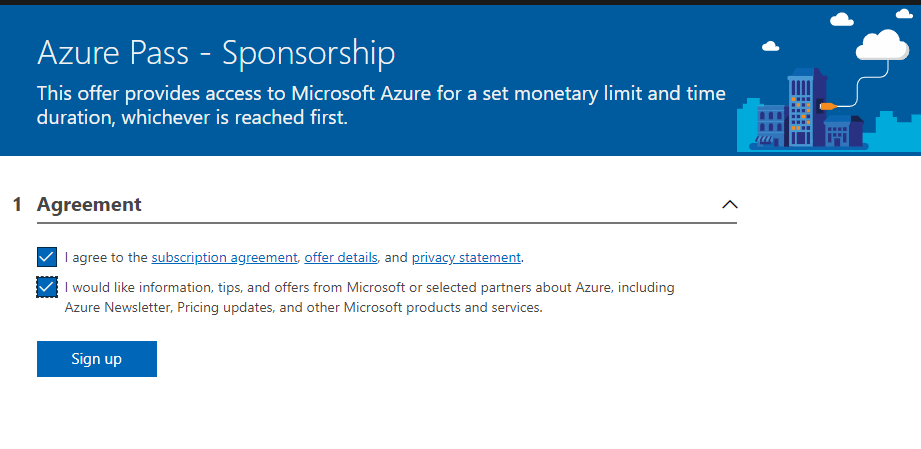 Azure Pass - Sponsorship
This offer provides access to Microsoft Azure for a set monetary limit and time
duration, whichever is reached first.
1 Agreement
I agree to the subscription agreement, offer details, and privacy statement.
I would like information, tips, and offers from Microsoft or selected partners about Azure, including
Azure Newsletter, Pricing updates, and other Microsoft products and services.
Sign up